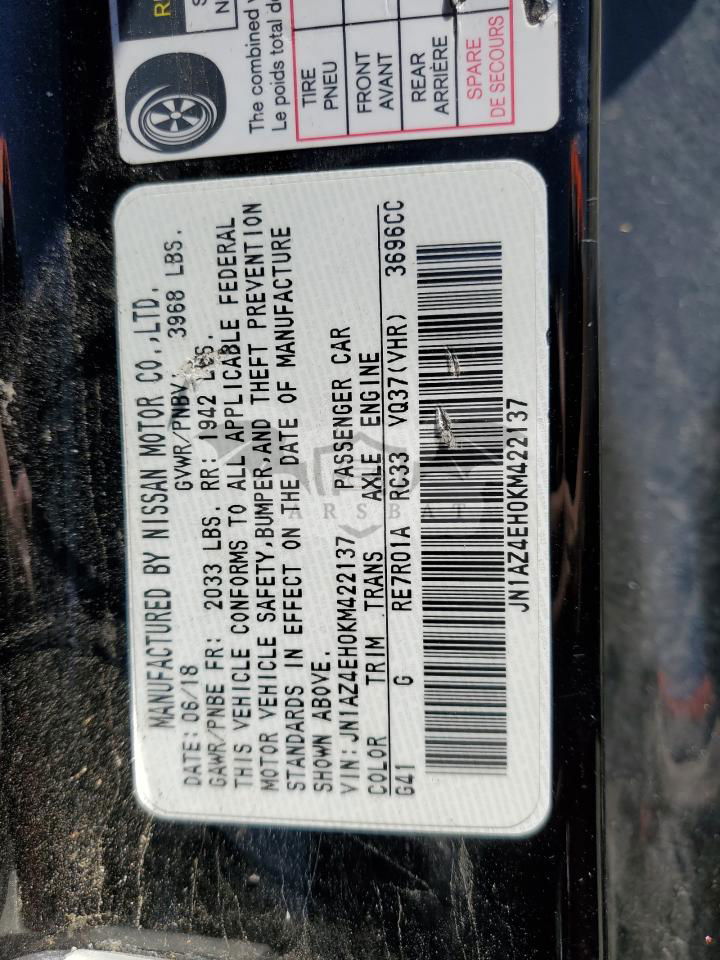 The combined
Le poids total de
TIRE
PNEU
FRONT
AVANT
REAR
ARRIÈRE
SPARE
DE SECOURS
MANUFACTURED BY NISSAN MOTOR CO.,LTD.
DATE: 06/18 GVWR/PNBV 3968 LBS.
GAWR/PNBE FR: 2033 LBS. RR: 1942 LBS.
THIS VEHICLE CONFORMS TO ALL APPLICABLE FEDERAL
MOTOR VEHICLE SAFETY,BUMPER,AND THEFT PREVENTION
STANDARDS IN EFFECT ON THE DATE OF MANUFACTURE
SHOWN ABOVE.
VIN: JN1AZ4EH0KM422137 PASSENGER CAR
COLOR TRIM TRANS AXLE ENGINE
G41 G RE7R01A RC33 VQ37(VHR) 3696CC
JN1AZ4EH0KM422137
ARSBAT